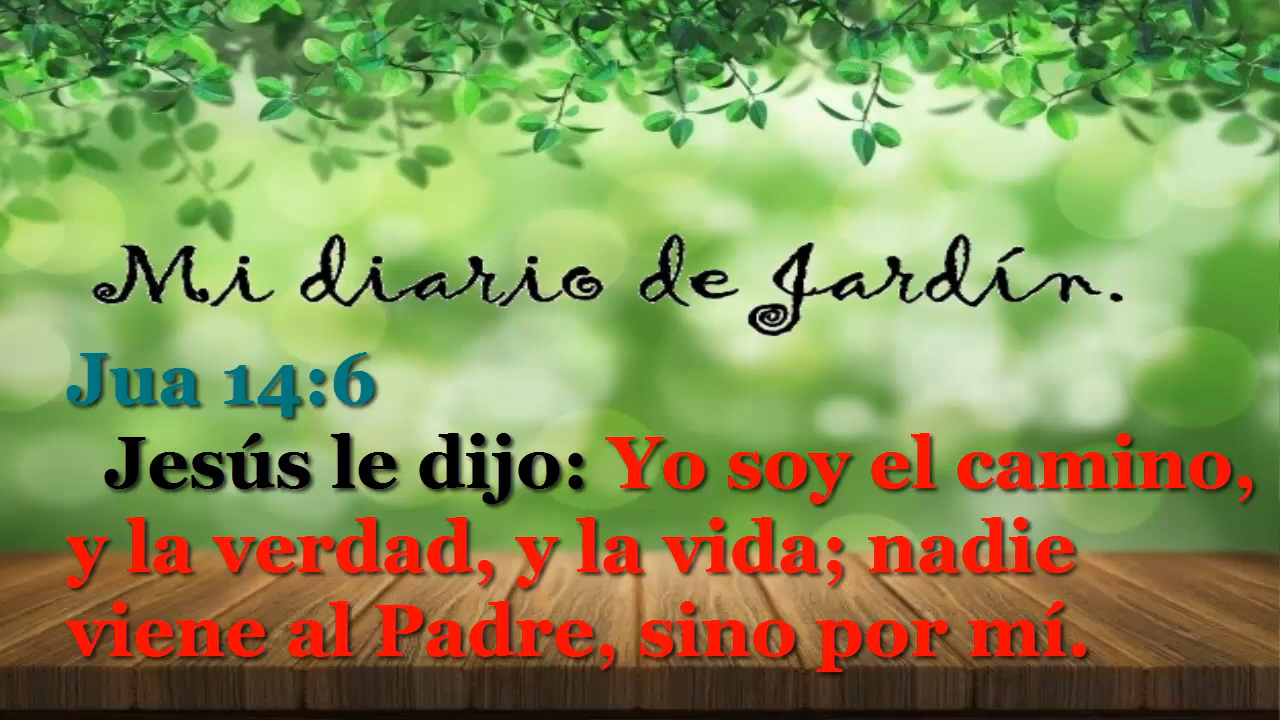 Mi diario de Jardín.
Jua 14:6
Jesús le dijo: Yo soy el camino,
y la verdad, y la vida; nadie
viene al Padre, sino por mí.